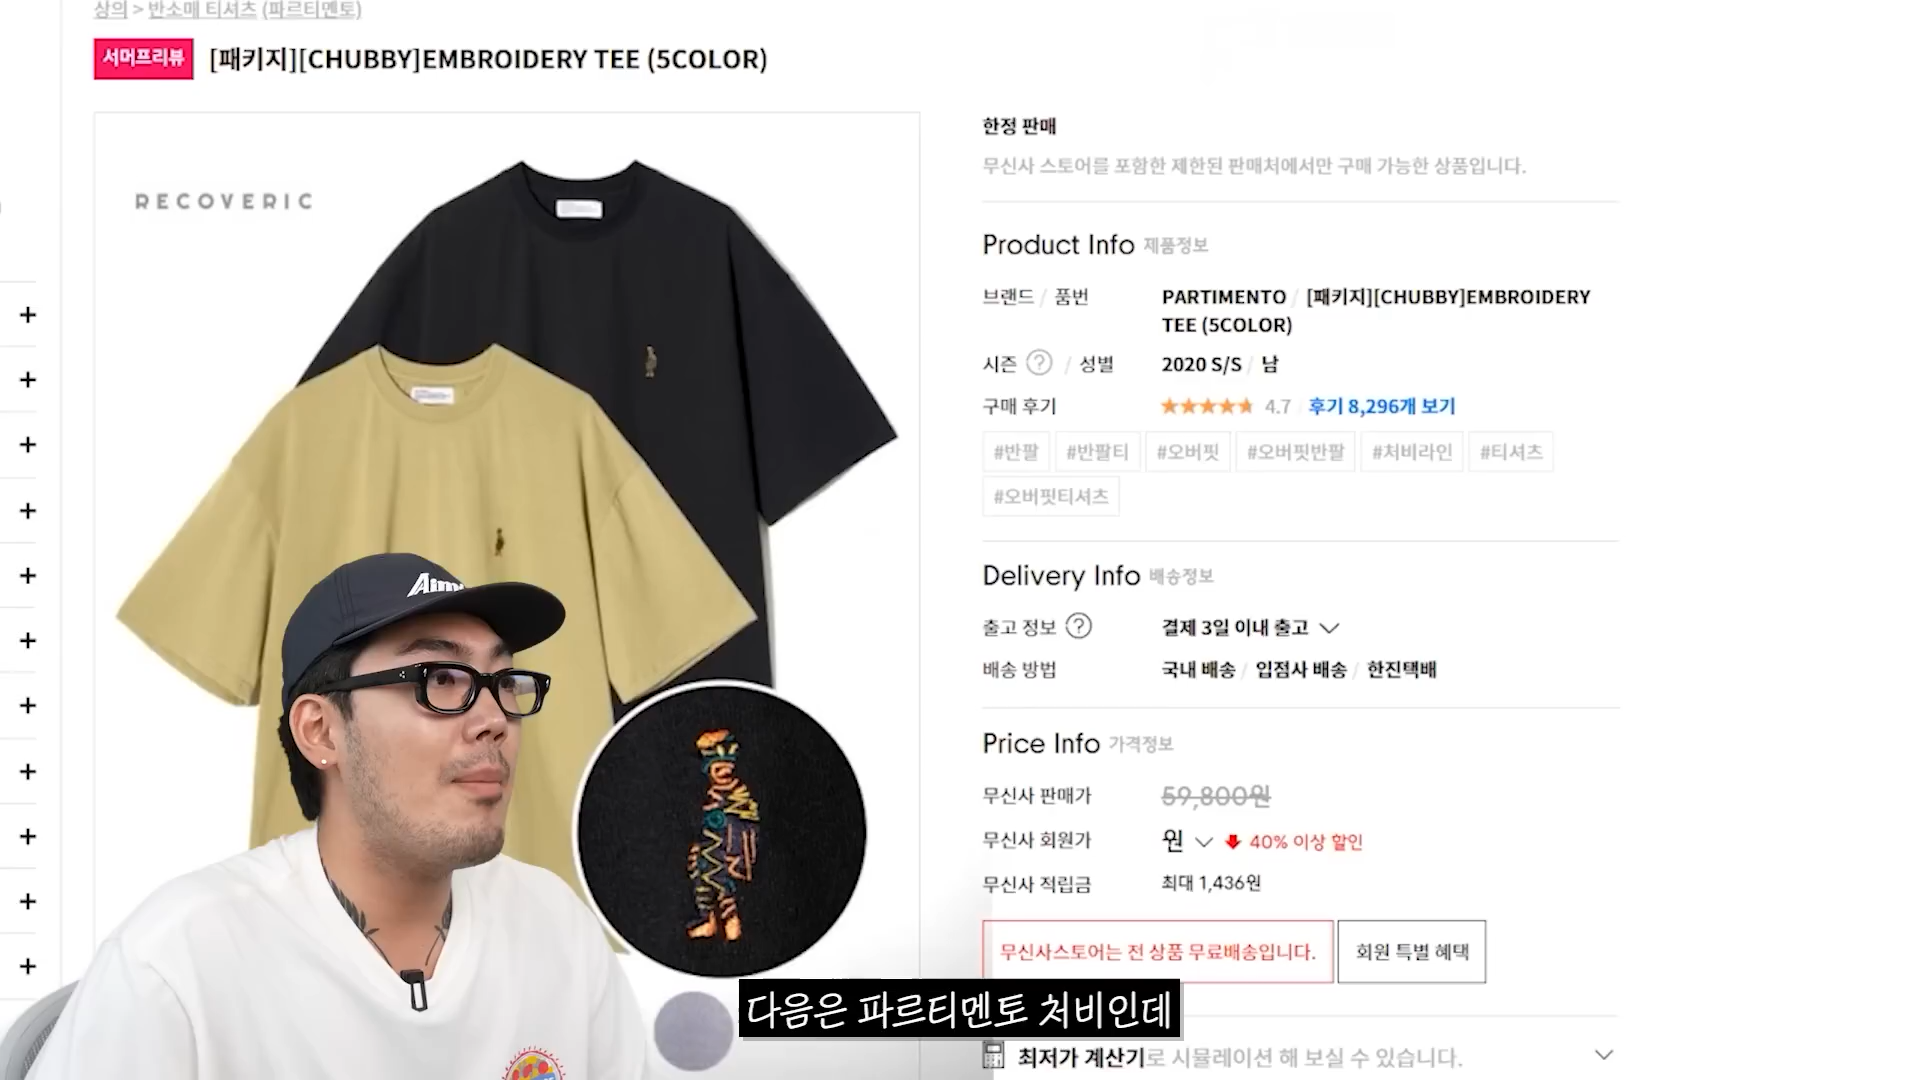 상의 > 반소매 티셔츠 (파르티멘토)
서머프리뷰 [패키지][CHUBBY]EMBROIDERY TEE (5COLOR)
RECOVERIC
한정 판매
무신사 스토어를 포함한 제한된 판매처에서만 구매 가능한 상품입니다.
Product Info 제품정보
브랜드 / 품번 PARTIMENTO / [패키지][CHUBBY]EMBROIDERY
TEE (5COLOR)
시즌 ? / 성별 2020 S/S / 남
구매 후기 ★★★★★ 4.7 / 후기 8,296개 보기
#반팔 #반팔티 #오버핏 #오버핏반팔 #처비라인 #티셔츠
#오버핏티셔츠
Delivery Info 배송정보
출고 정보 ? 결제 3일 이내 출고
배송 방법 국내 배송 / 입점사 배송 / 한진택배
Price Info 가격정보
무신사 판매가 59,800원
무신사 회원가 원 40% 이상 할인
무신사 적립금 최대 1,436원
무신사스토어는 전 상품 무료배송입니다. 회원 특별 혜택
다음은 파르티멘토 처비인데
최저가 계산기로 시뮬레이션 해 보실 수 있습니다.